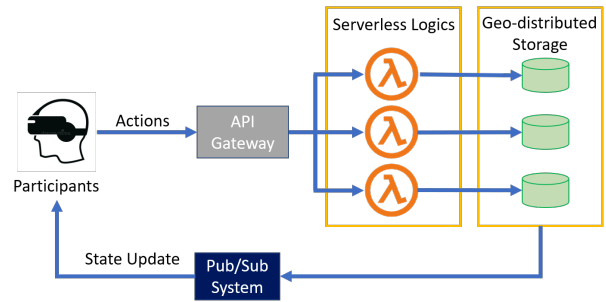 Serverless Logics
Geo-distributed
Storage
Actions
API
Gateway
Participants
State Update
Pub/Sub
System